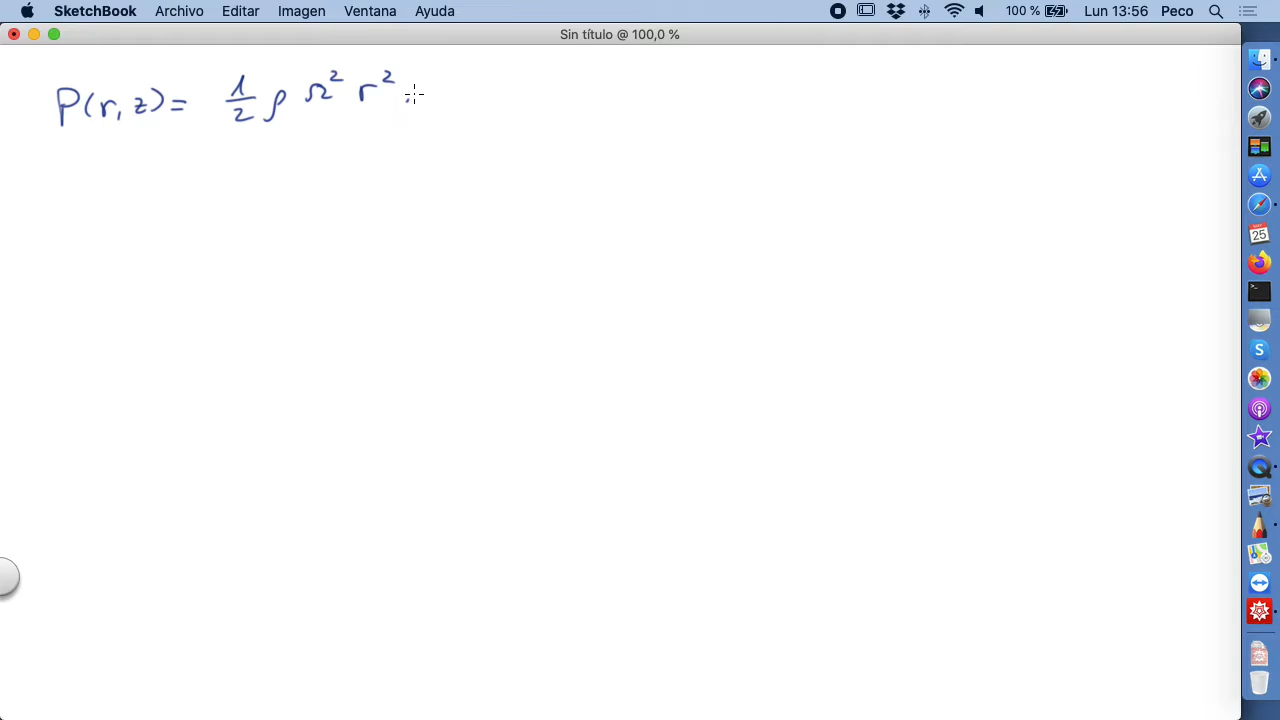 SketchBook Archivo Editar Imagen Ventana Ayuda 100 % Lun 13:56 Peco
Sin título @ 100,0 %
P(r, z) = 1/2 ρ Ω² r²
25